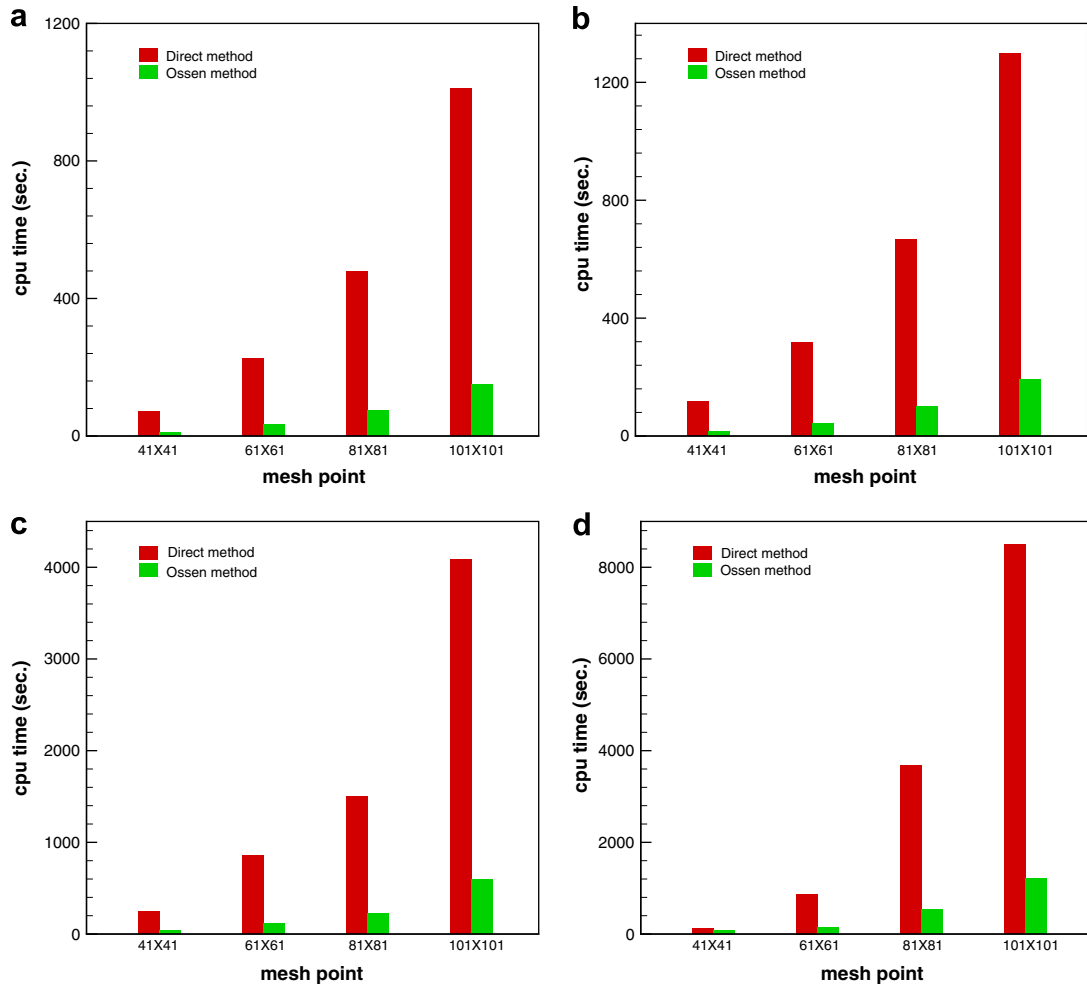 a
1200
800
400
0
cpu time (sec.)
Direct method
Ossen method
41X41 61X61 81X81 101X101
mesh point
b
1200
800
400
0
cpu time (sec.)
Direct method
Ossen method
41X41 61X61 81X81 101X101
mesh point
c
4000
3000
2000
1000
0
cpu time (sec.)
Direct method
Ossen method
41X41 61X61 81X81 101X101
mesh point
d
8000
6000
4000
2000
0
cpu time (sec.)
Direct method
Ossen method
41X41 61X61 81X81 101X101
mesh point